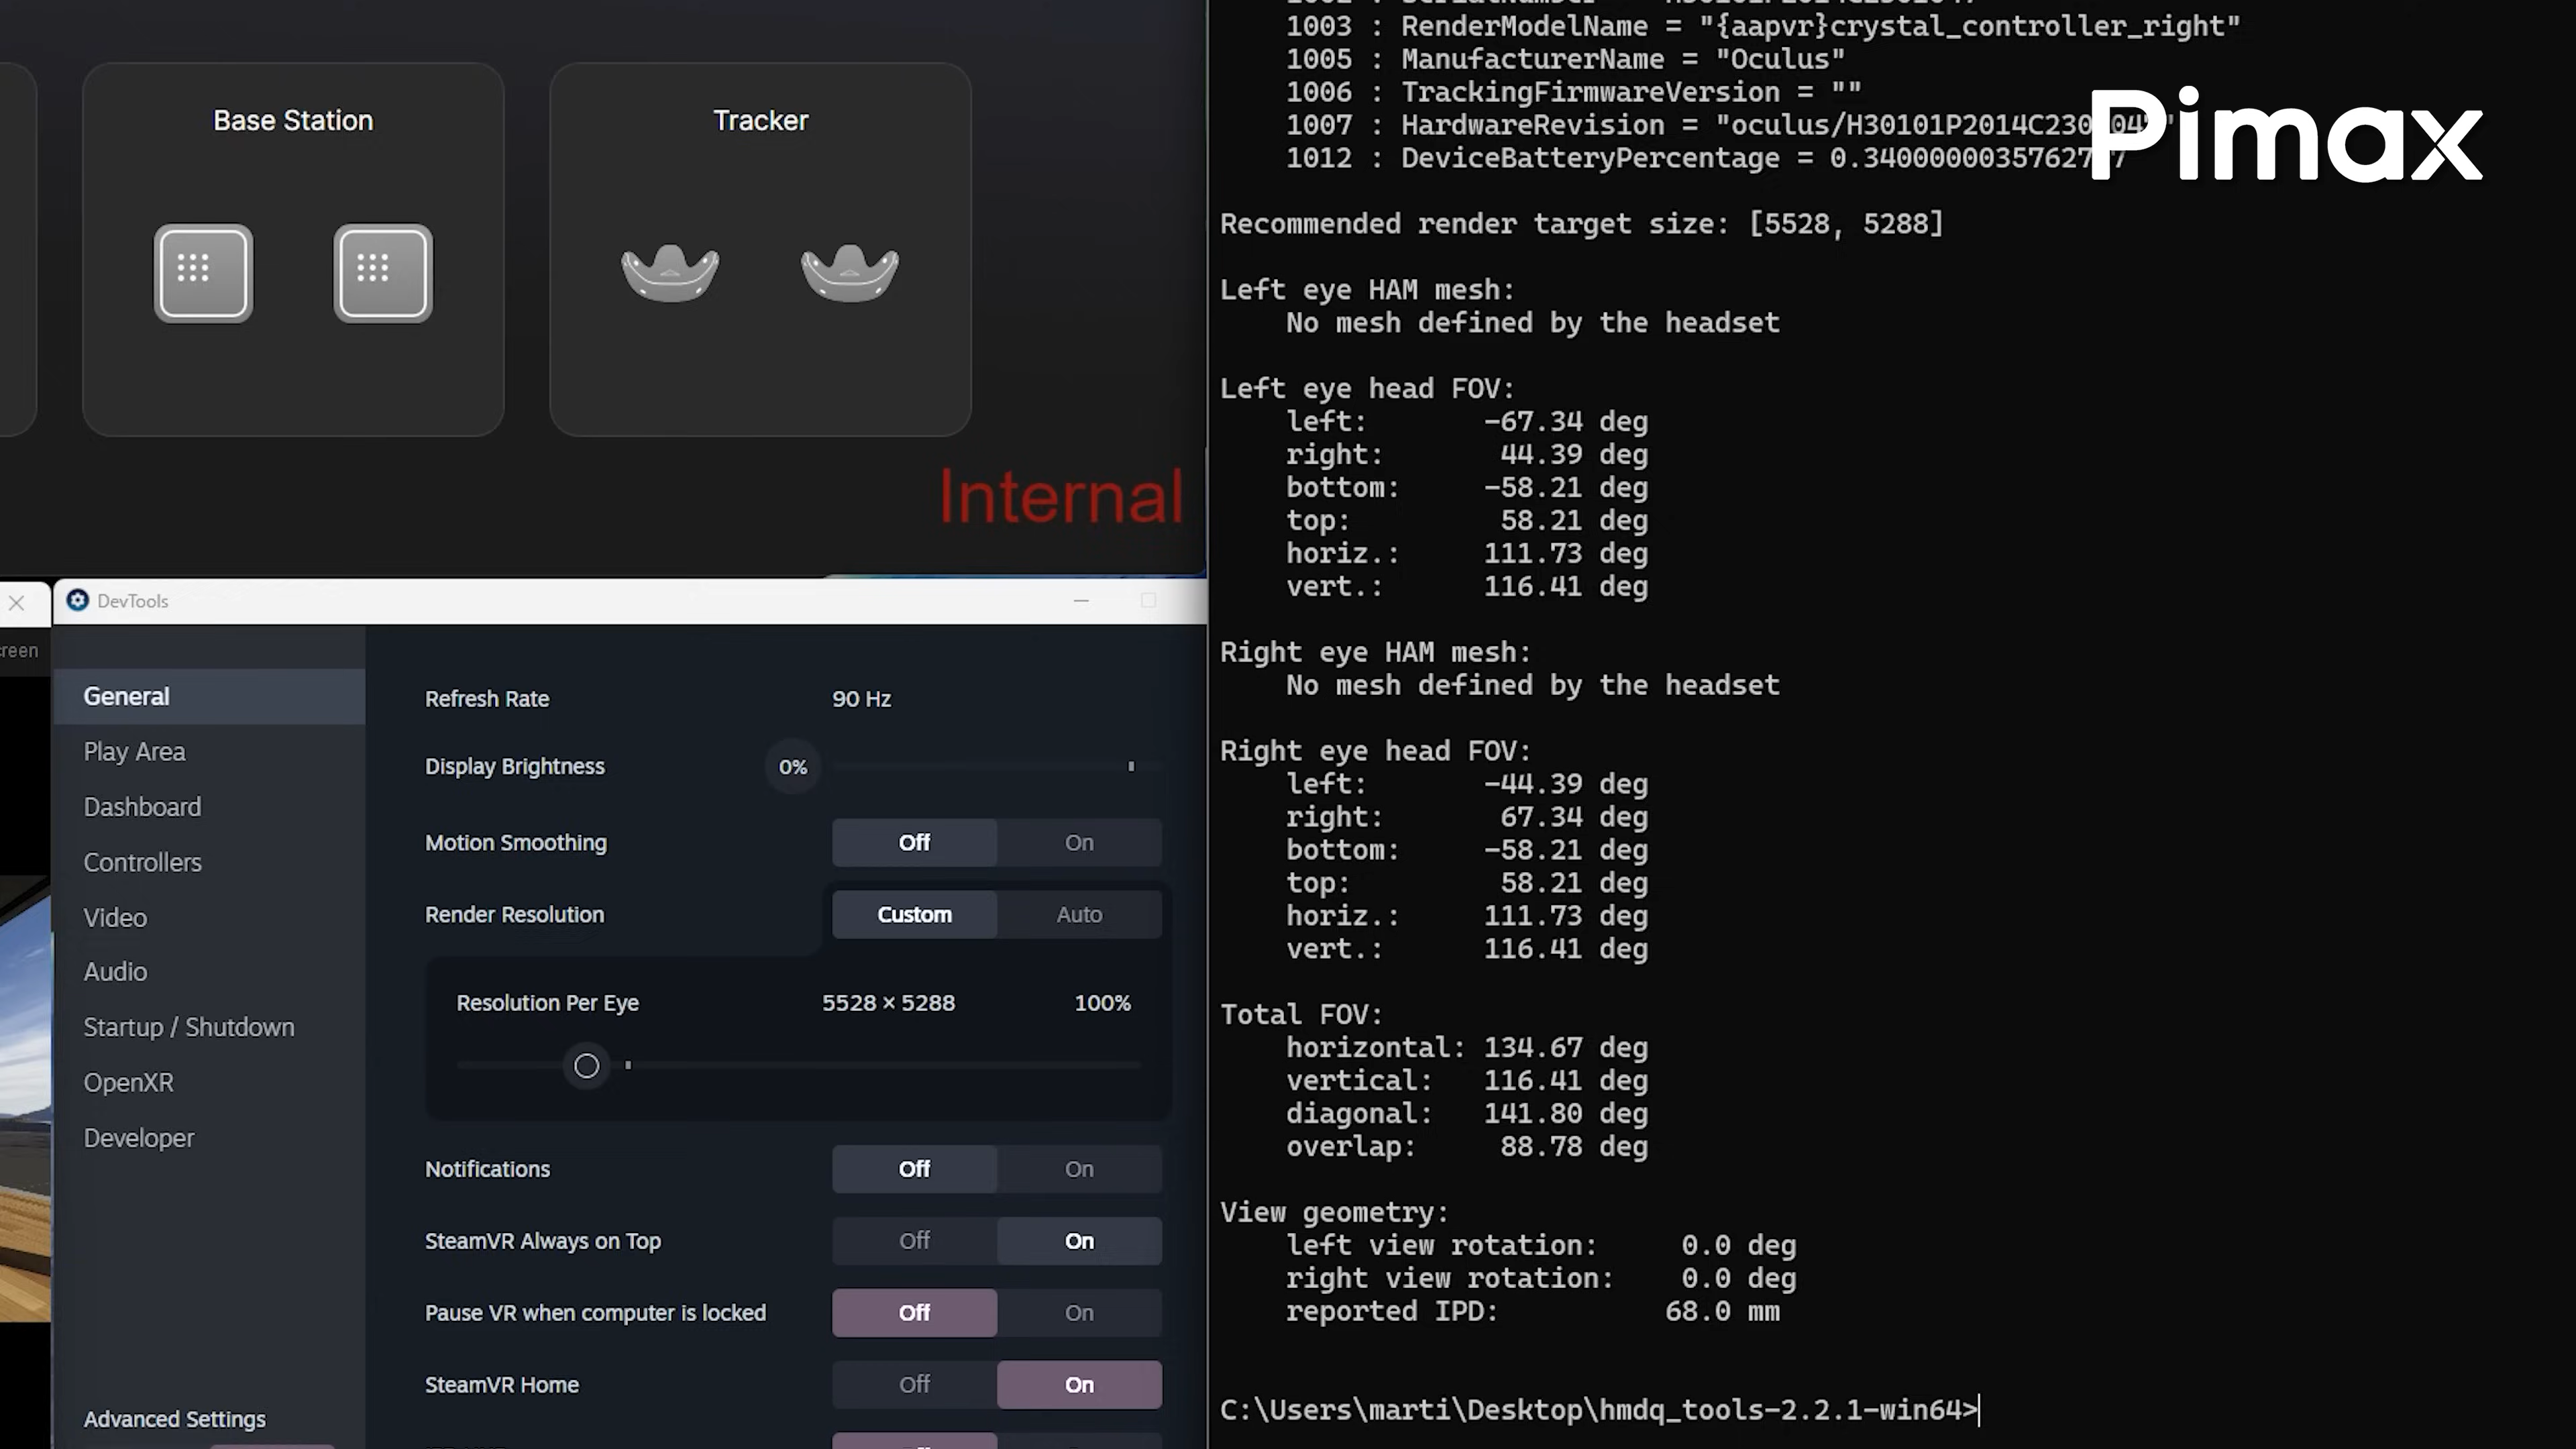 Base Station
Tracker
Internal
DevTools
creen
General
Play Area
Dashboard
Controllers
Video
Audio
Startup / Shutdown
OpenXR
Developer
Advanced Settings
Refresh Rate 90 Hz
Display Brightness 0%
Motion Smoothing Off On
Render Resolution Custom Auto
Resolution Per Eye 5528 × 5288 100%
Notifications Off On
SteamVR Always on Top Off On
Pause VR when computer is locked Off On
SteamVR Home Off On
1003 : RenderModelName = "{aapvr}crystal_controller_right"
1005 : ManufacturerName = "Oculus"
1006 : TrackingFirmwareVersion = ""
1007 : HardwareRevision =
1012 : DeviceBatteryPercentage =
Pimax
Recommended render target size: [5528, 5288]
Left eye HAM mesh:
No mesh defined by the headset
Left eye head FOV:
left: -67.34 deg
right: 44.39 deg
bottom: -58.21 deg
top: 58.21 deg
horiz.: 111.73 deg
vert.: 116.41 deg
Right eye HAM mesh:
No mesh defined by the headset
Right eye head FOV:
left: -44.39 deg
right: 67.34 deg
bottom: -58.21 deg
top: 58.21 deg
horiz.: 111.73 deg
vert.: 116.41 deg
Total FOV:
horizontal: 134.67 deg
vertical: 116.41 deg
diagonal: 141.80 deg
overlap: 88.78 deg
View geometry:
left view rotation: 0.0 deg
right view rotation: 0.0 deg
reported IPD: 68.0 mm
C:\Users\marti\Desktop\hmdq_tools-2.2.1-win64>